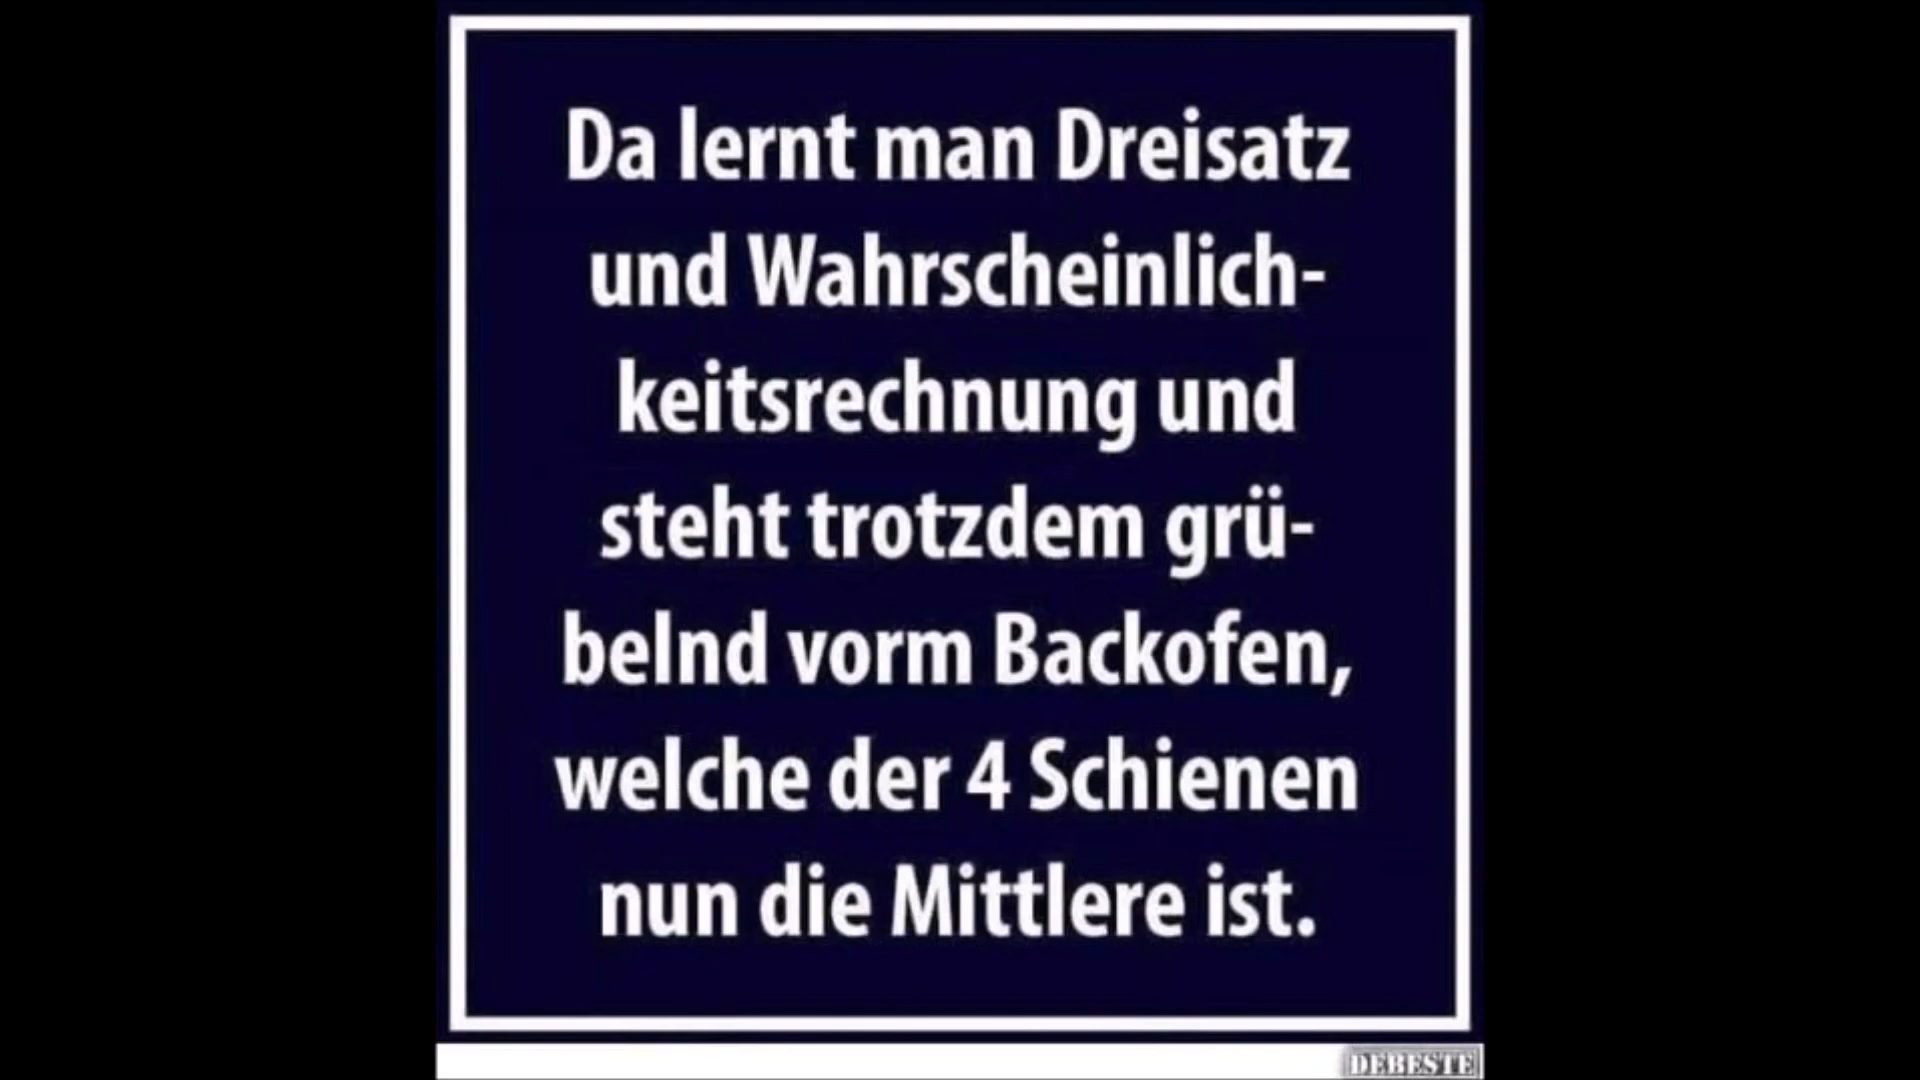 Da lernt man Dreisatz
und Wahrscheinlich-
keitsrechnung und
steht trotzdem grü-
belnd vorm Backofen,
welche der 4 Schienen
nun die Mittlere ist.
DEBESTE